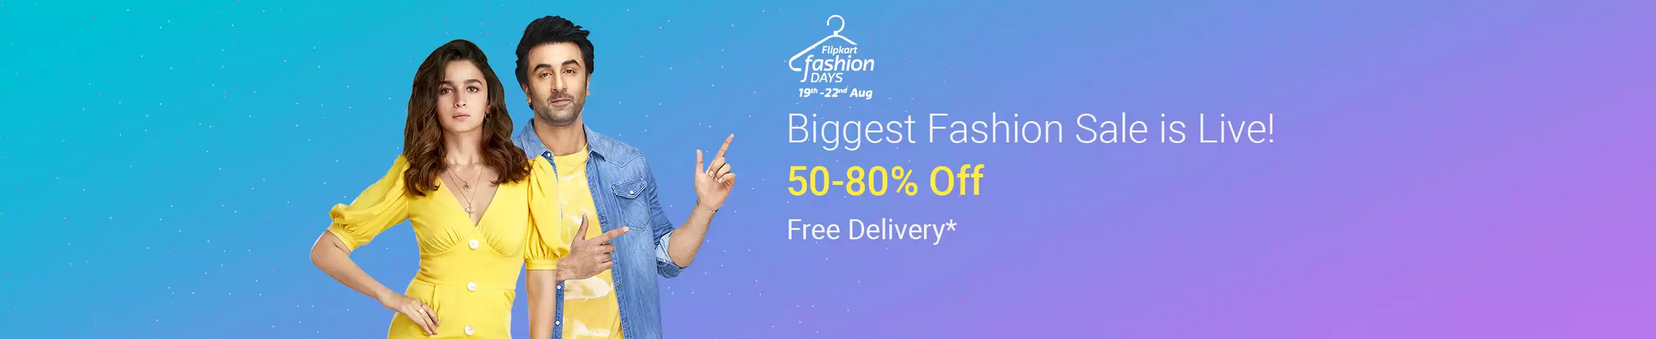 Flipkart
fashion
DAYS
19th -22nd Aug
Biggest Fashion Sale is Live!
50-80% Off
Free Delivery*